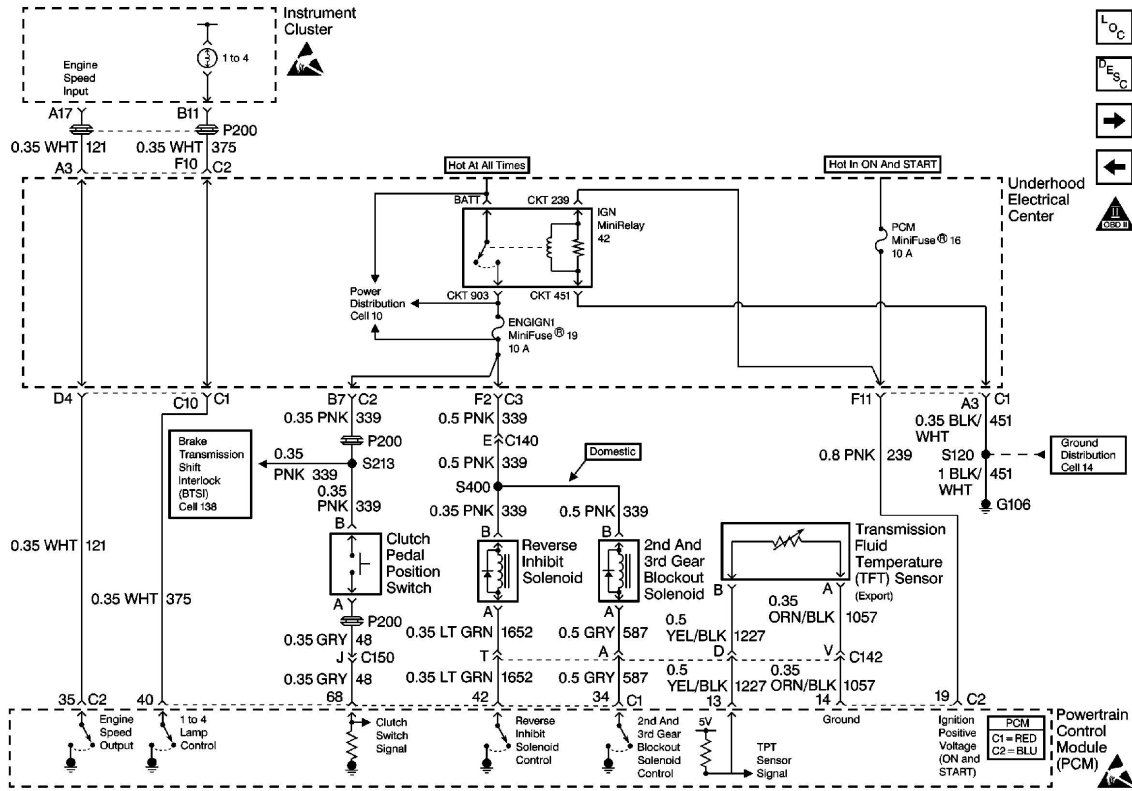 Instrument
Cluster
1 to 4
Engine
Speed
Input
A17
B11
P200
0.35 WHT 121
0.35 WHT 375
A3
F10
C2
LOC
DESC
II
OBD II
Hot At All Times
Hot In ON And START
Underhood
Electrical
Center
BATT
CKT 239
IGN
MiniRelay
42
PCM
MiniFuse® 16
10 A
Power
Distribution
Cell 10
CKT 903
CKT 451
ENGIGN1
MiniFuse® 19
10 A
D4
C10
C1
B7
C2
F2
C3
F11
A3
C1
0.35 PNK 339
0.5 PNK 339
0.35 BLK/
WHT
451
P200
E
C140
Brake
Transmission
Shift
Interlock
(BTSI)
Cell 138
0.35
PNK 339
S213
0.5 PNK 339
Domestic
0.8 PNK 239
S120
Ground
Distribution
Cell 14
1 BLK/
WHT
451
G106
0.35
PNK 339
S400
0.35 PNK 339
0.5 PNK 339
B
Clutch
Pedal
Position
Switch
A
B
Reverse
Inhibit
Solenoid
A
B
2nd And
3rd Gear
Blockout
Solenoid
A
Transmission
Fluid
Temperature
(TFT) Sensor
(Export)
B
A
0.35 WHT 121
0.35 WHT 375
P200
0.35 GRY 48
0.35 LT GRN 1652
0.5 GRY 587
0.5
YEL/BLK 1227
0.35
ORN/BLK 1057
J
C150
T
A
D
V
C142
0.35 GRY 48
0.35 LT GRN 1652
0.5 GRY 587
0.5
YEL/BLK 1227
0.35
ORN/BLK 1057
35
C2
40
68
42
34
C1
13
14
19
C2
Engine
Speed
Output
1 to 4
Lamp
Control
Clutch
Switch
Signal
Reverse
Inhibit
Solenoid
Control
2nd And
3rd Gear
Blockout
Solenoid
Control
5V
TPT
Sensor
Signal
Ground
Ignition
Positive
Voltage
(ON and
START)
PCM
C1 = RED
C2 = BLU
Powertrain
Control
Module
(PCM)